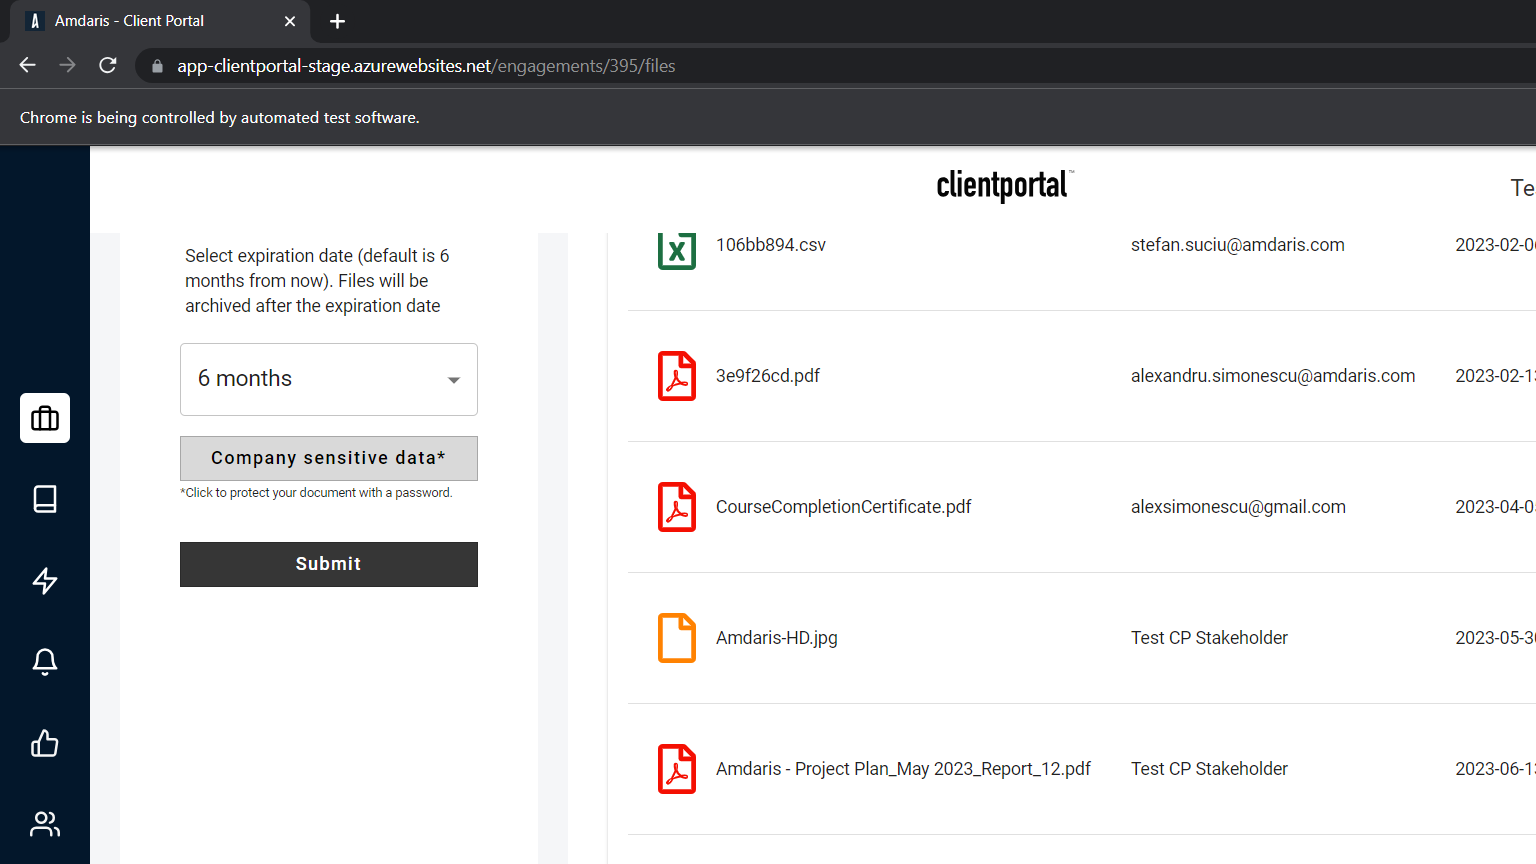 Amdaris - Client Portal
app-clientportal-stage.azurewebsites.net/engagements/395/files
Chrome is being controlled by automated test software.
clientportal™
Te
Select expiration date (default is 6
months from now). Files will be
archived after the expiration date
6 months
Company sensitive data*
*Click to protect your document with a password.
Submit
106bb894.csv stefan.suciu@amdaris.com 2023-02-0
3e9f26cd.pdf alexandru.simonescu@amdaris.com 2023-02-1
CourseCompletionCertificate.pdf alexsimonescu@gmail.com 2023-04-0
Amdaris-HD.jpg Test CP Stakeholder 2023-05-3
Amdaris - Project Plan_May 2023_Report_12.pdf Test CP Stakeholder 2023-06-1